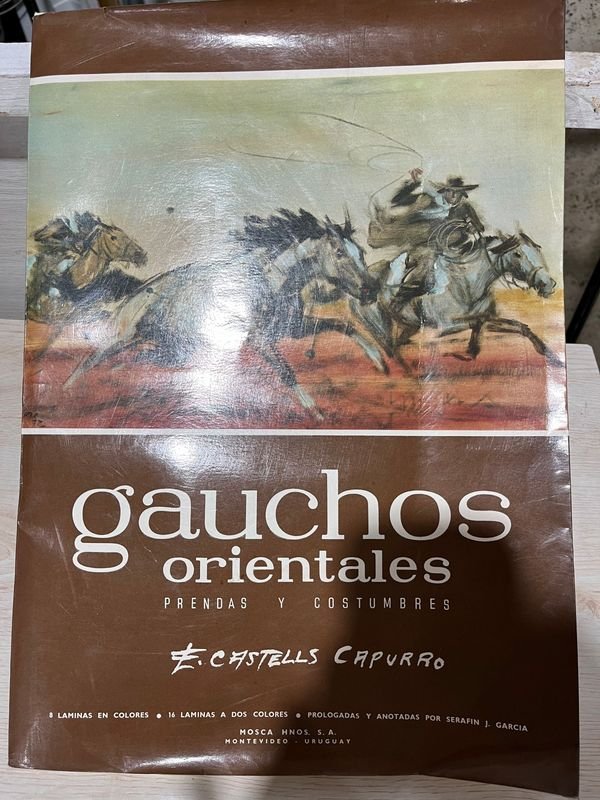 gauchos
orientales
PRENDAS Y COSTUMBRES
E. CASTELLS CAPURRO
8 LAMINAS EN COLORES ● 16 LAMINAS A DOS COLORES ● PROLOGADAS Y ANOTADAS POR SERAFIN J. GARCIA
MOSCA HNOS. S. A.
MONTEVIDEO - URUGUAY